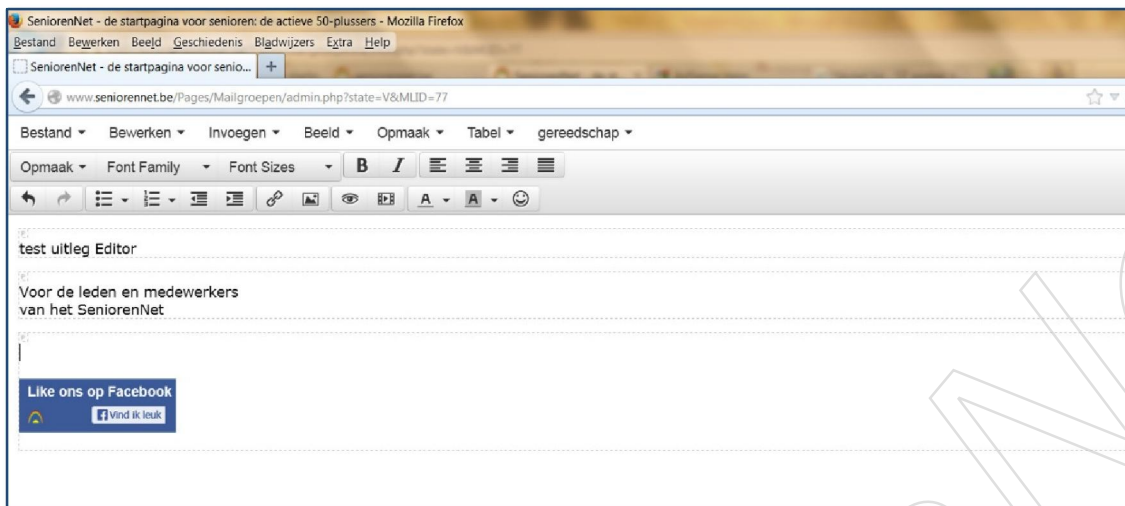 SeniorenNet - de startpagina voor senioren: de actieve 50-plussers - Mozilla Firefox
Bestand Bewerken Beeld Geschiedenis Bladwijzers Extra Help
SeniorenNet - de startpagina voor senio... +
www.seniorennet.be/Pages/Mailgroepen/admin.php?state=V&MLID=77
Bestand Bewerken Invoegen Beeld Opmaak Tabel gereedschap
Opmaak Font Family Font Sizes B I
A A
test uitleg Editor
Voor de leden en medewerkers
van het SeniorenNet
Like ons op Facebook
f Vind ik leuk